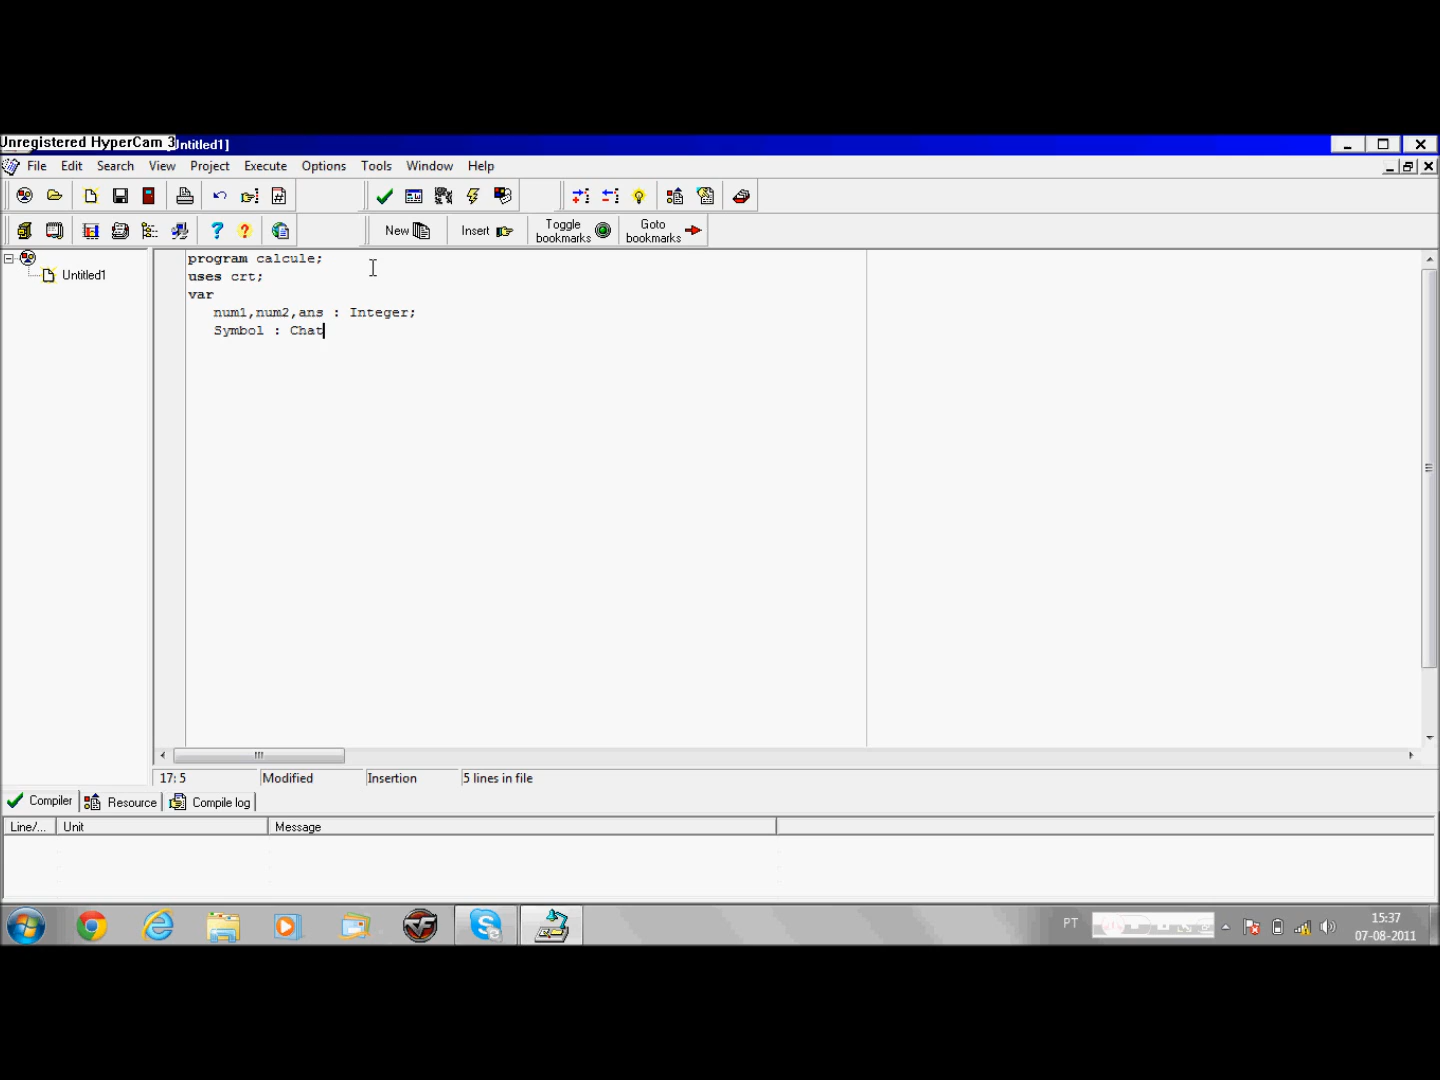 Unregistered HyperCam 3
ntitled1]
File Edit Search View Project Execute Options Tools Window Help
New Insert Toggle bookmarks Goto bookmarks
Untitled1
program calcule;
uses crt;
var
num1,num2,ans : Integer;
Symbol : Chat
17: 5 Modified Insertion 5 lines in file
Compiler Resource Compile log
Line/... Unit Message
PT
15:37
07-08-2011